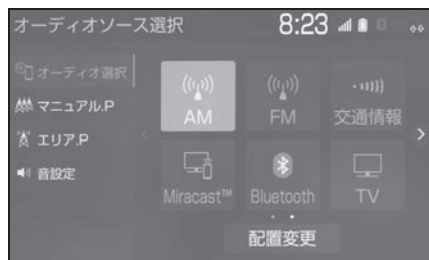 オーディオソース選択 8:23
オーディオ選択
マニュアル.P
エリア.P
音設定
AM FM 交通情報
Miracast™ Bluetooth TV
配置変更